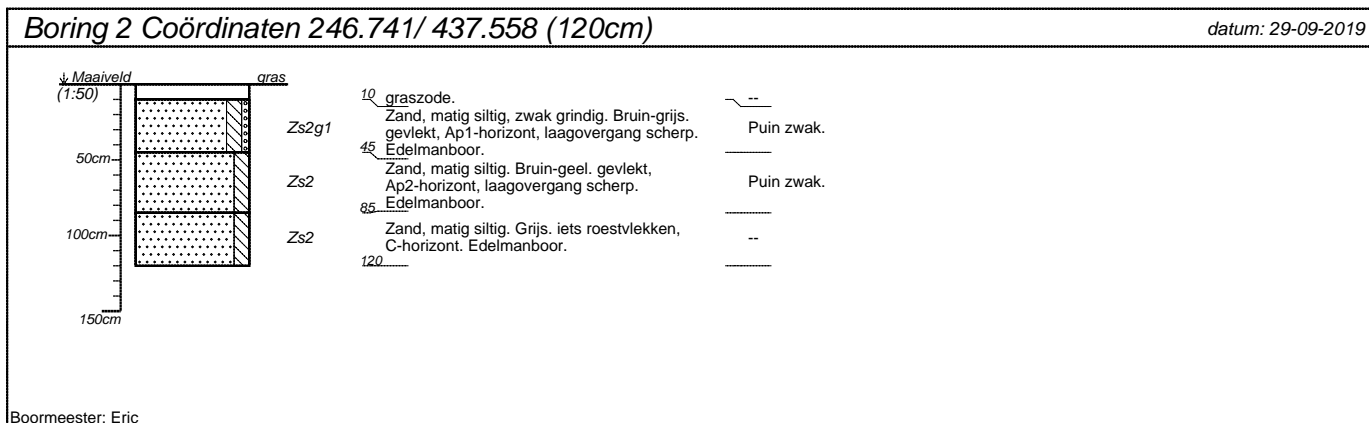 Boring 2 Coördinaten 246.741/ 437.558 (120cm)
datum: 29-09-2019
Maaiveld
gras
(1:50)
10 graszode.
--
Zs2g1
Zand, matig siltig, zwak grindig. Bruin-grijs.
gevlekt, Ap1-horizont, laagovergang scherp.
Puin zwak.
45 Edelmanboor.
50cm
Zs2
Zand, matig siltig. Bruin-geel. gevlekt,
Ap2-horizont, laagovergang scherp.
Puin zwak.
Edelmanboor.
85
100cm
Zs2
Zand, matig siltig. Grijs. iets roestvlekken,
C-horizont. Edelmanboor.
--
120
150cm
Boormeester: Eric